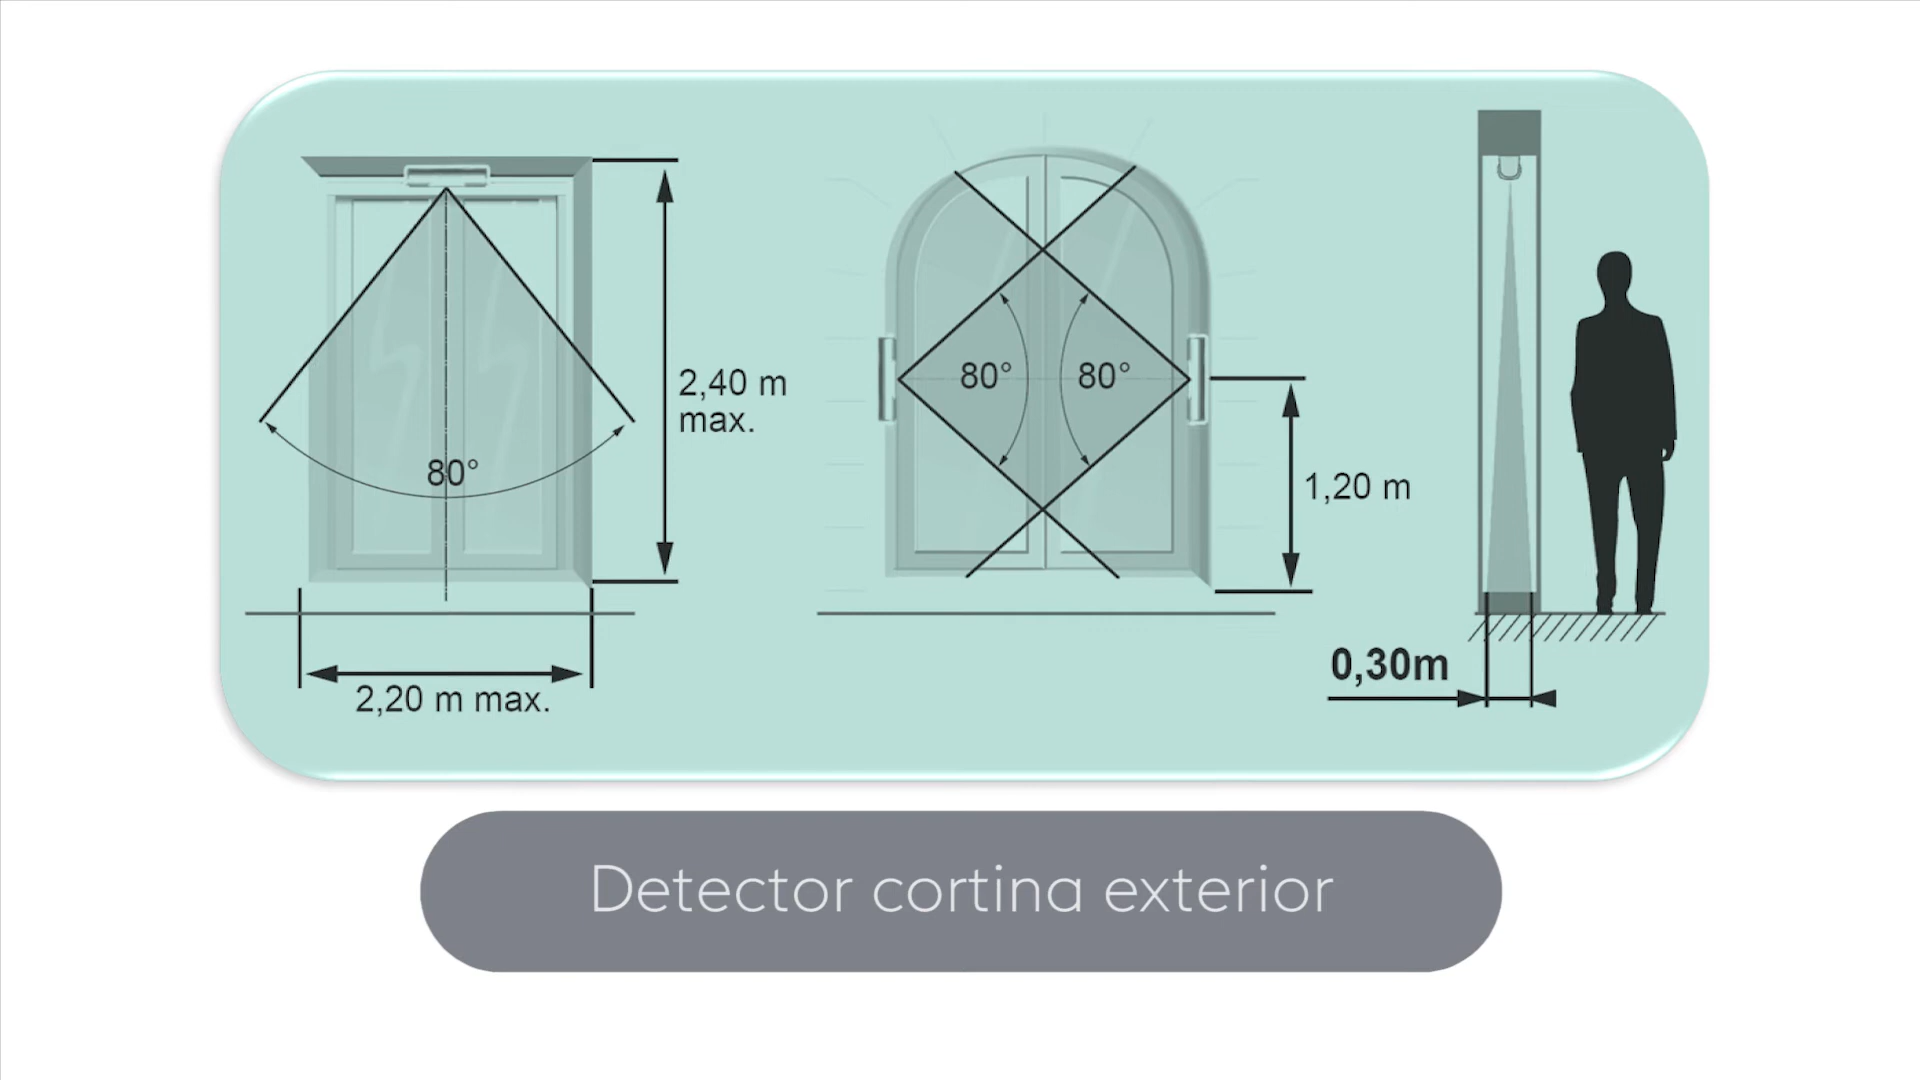 80°
2,40 m
max.
2,20 m max.
80°
80°
1,20 m
0,30m
Detector cortina exterior